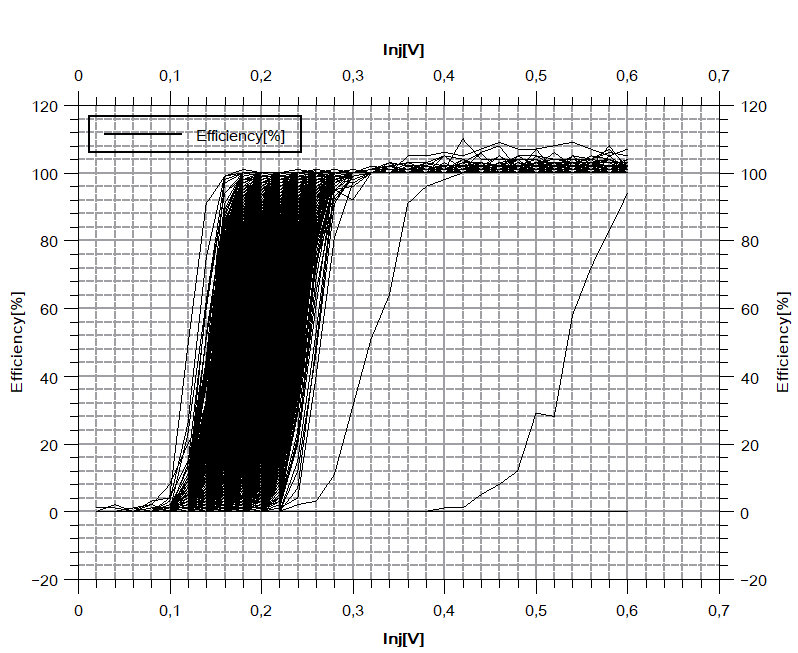 Inj[V]
0 0,1 0,2 0,3 0,4 0,5 0,6 0,7
120 120
Efficiency[%]
100 100
80 80
60 60
Efficiency[%] Efficiency[%]
40 40
20 20
0 0
−20 −20
0 0,1 0,2 0,3 0,4 0,5 0,6 0,7
Inj[V]